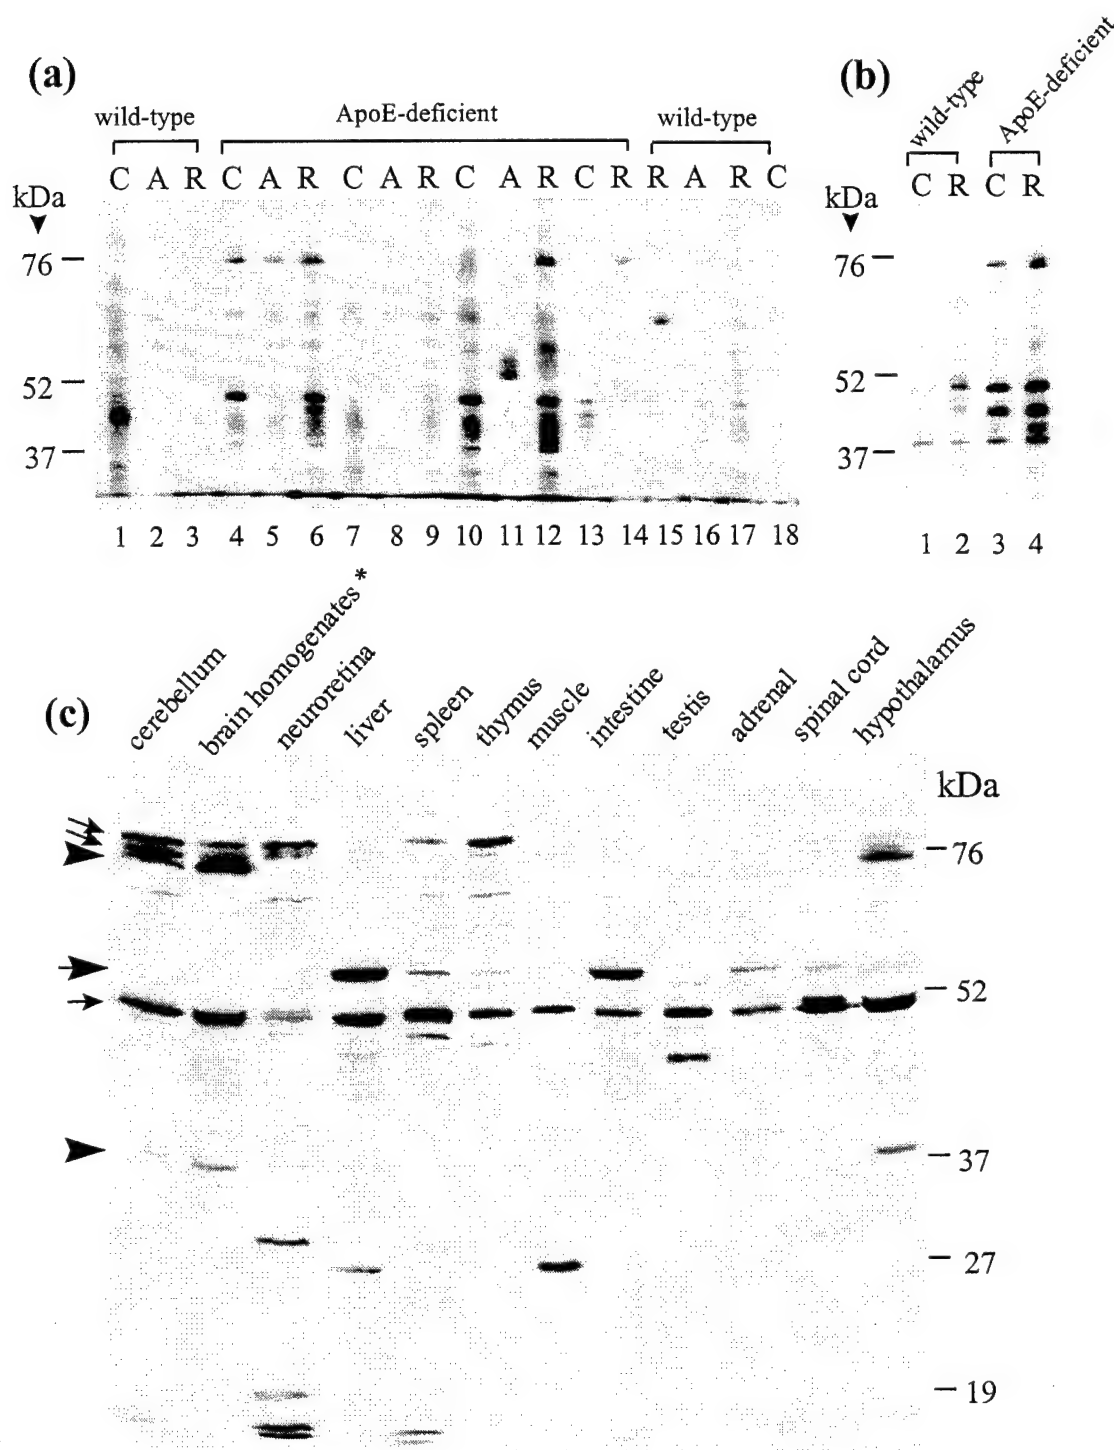 (a)
wild-type ApoE-deficient wild-type
C A R C A R C A R C A R C R R A R C
kDa
76
52
37
1 2 3 4 5 6 7 8 9 10 11 12 13 14 15 16 17 18
(b)
wild-type ApoE-deficient
C R C R
kDa
76
52
37
1 2 3 4
(c)
cerebellum brain homogenates * neuroretina liver spleen thymus muscle intestine testis adrenal spinal cord hypothalamus
kDa
76
52
37
27
19